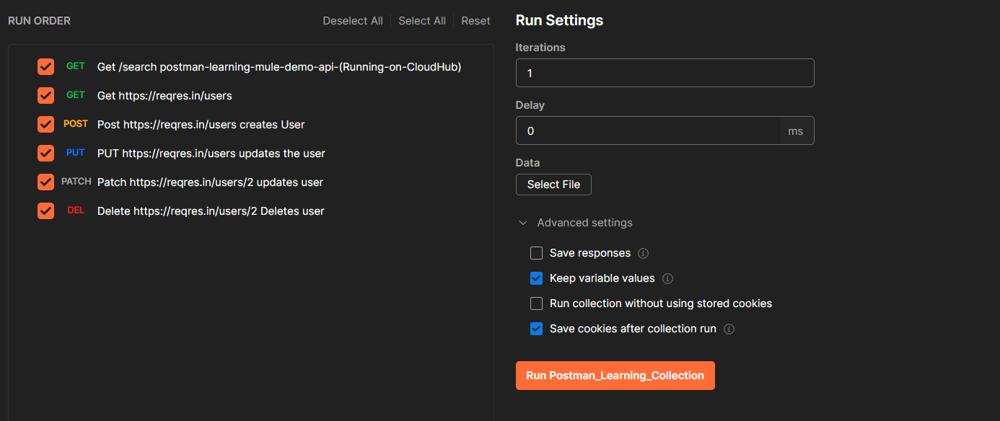 RUN ORDER
Deselect All
Select All
Reset
GET Get /search postman-learning-mule-demo-api-(Running-on-CloudHub)
GET Get https://reqres.in/users
POST Post https://reqres.in/users creates User
PUT PUT https://reqres.in/users updates the user
PATCH Patch https://reqres.in/users/2 updates user
DEL Delete https://reqres.in/users/2 Deletes user
Run Settings
Iterations
1
Delay
0 ms
Data
Select File
Advanced settings
Save responses
Keep variable values
Run collection without using stored cookies
Save cookies after collection run
Run Postman_Learning_Collection